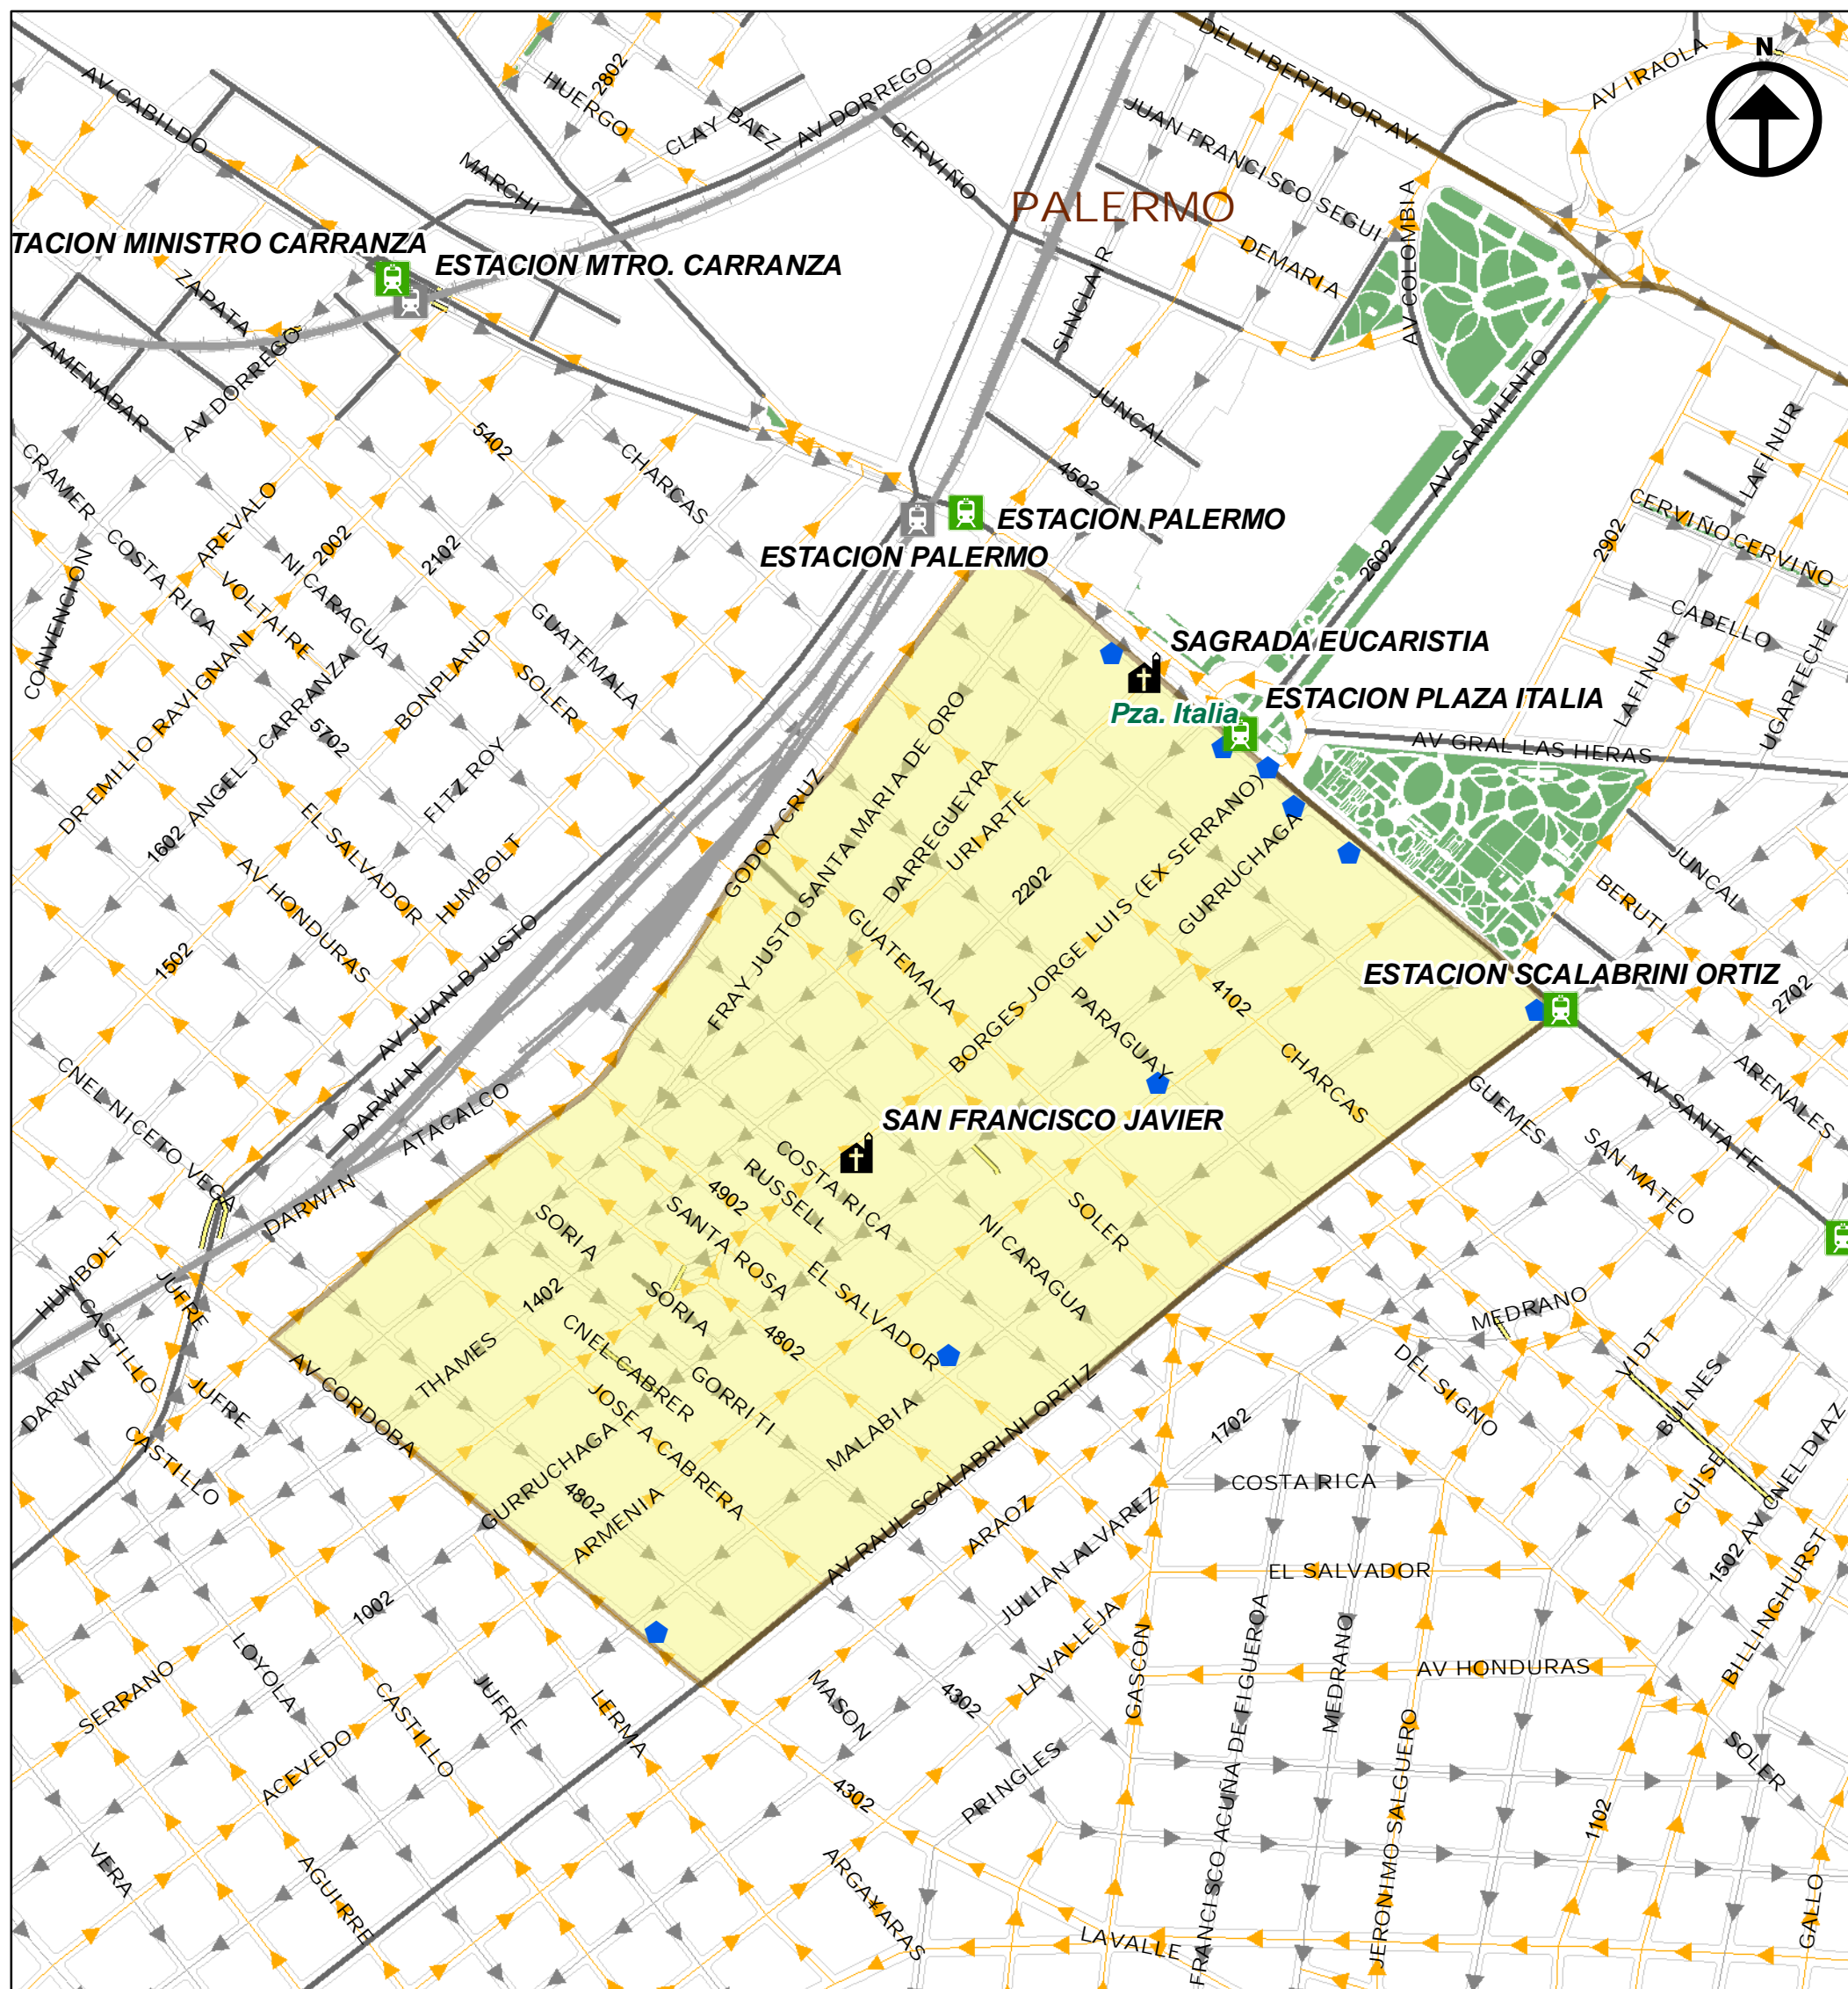 DEL LIBERTADOR AV.
AV IRAOLA
N
AV CABILDO
HUERGO
2802
CLAY
BAEZ
AV DORREGO
CERVIÑO
JUAN FRANCISCO SEGUI
MARCHI
PALERMO
DEMARIA
AV COLOMBIA
SINCLAIR
TACION MINISTRO CARRANZA
ESTACION MTRO. CARRANZA
ZAPATA
AMENABAR
AV DORREGO
JUNCAL
AV SARMIENTO
LAFINUR
5402
CHARCAS
4502
CRAMER
COSTA RICA
AREVALO
VOLTAIRE
NICARAGUA
2002
2102
CONVENCION
ESTACION PALERMO
ESTACION PALERMO
2602
2902
CERVIÑO
CERVIÑO
CABELLO
LAFINUR
UGARTECHE
DR EMILIO RAVIGNANI
BONPLAND
GUATEMALA
SOLER
SAGRADA EUCARISTIA
ESTACION PLAZA ITALIA
Pza. Italia
AV GRAL LAS HERAS
1602
ANGEL J CARRANZA
5702
FITZ ROY
EL SALVADOR
HUMBOLT
AV HONDURAS
1502
GODOY CRUZ
FRAY JUSTO SANTA MARIA DE ORO
DARREGUEYRA
URIARTE
2202
GUATEMALA
BORGES JORGE LUIS (EX SERRANO)
GURRUCHAGA
PARAGUAY
4102
CHARCAS
JUNCAL
BERUTI
ESTACION SCALABRINI ORTIZ
2702
AV JUAN B JUSTO
DARWIN
ATACALCO
CNEL NICETO VEGA
DARWIN
GUEMES
SAN MATEO
AV SANTA FE
ARENALES
SAN FRANCISCO JAVIER
COSTA RICA
RUSSELL
4902
SANTA ROSA
SORIA
SORIA
EL SALVADOR
NICARAGUA
SOLER
HUMBOLT
JUFRE
CASTILLO
DARWIN
JUFRE
CASTILLO
1402
THAMES
CNEL CABRER
4802
GORRITI
JOSE A CABRERA
GURRUCHAGA
4802
ARMENIA
MALABIA
AV CORDOBA
AV RAUL SCALABRINI ORTIZ
MEDRANO
DEL SIGNO
VIDT
BULNES
GUISE
1502
AV CNEL DIAZ
1702
COSTA RICA
ARAOZ
JULIAN ALVAREZ
EL SALVADOR
BILLINGHURST
1002
LOYOLA
SERRANO
ACEVEDO
CASTILLO
JUFRE
LERMA
MASON
4302
LAVALLEJA
GASCON
FRANCISCO ACUÑA DE FIGUEROA
MEDRANO
AV HONDURAS
JERONIMO SALGUERO
SOLER
1102
PRINGLES
4302
VERA
AGUIRRE
ARGAÑARAS
LAVALLE
GALLO